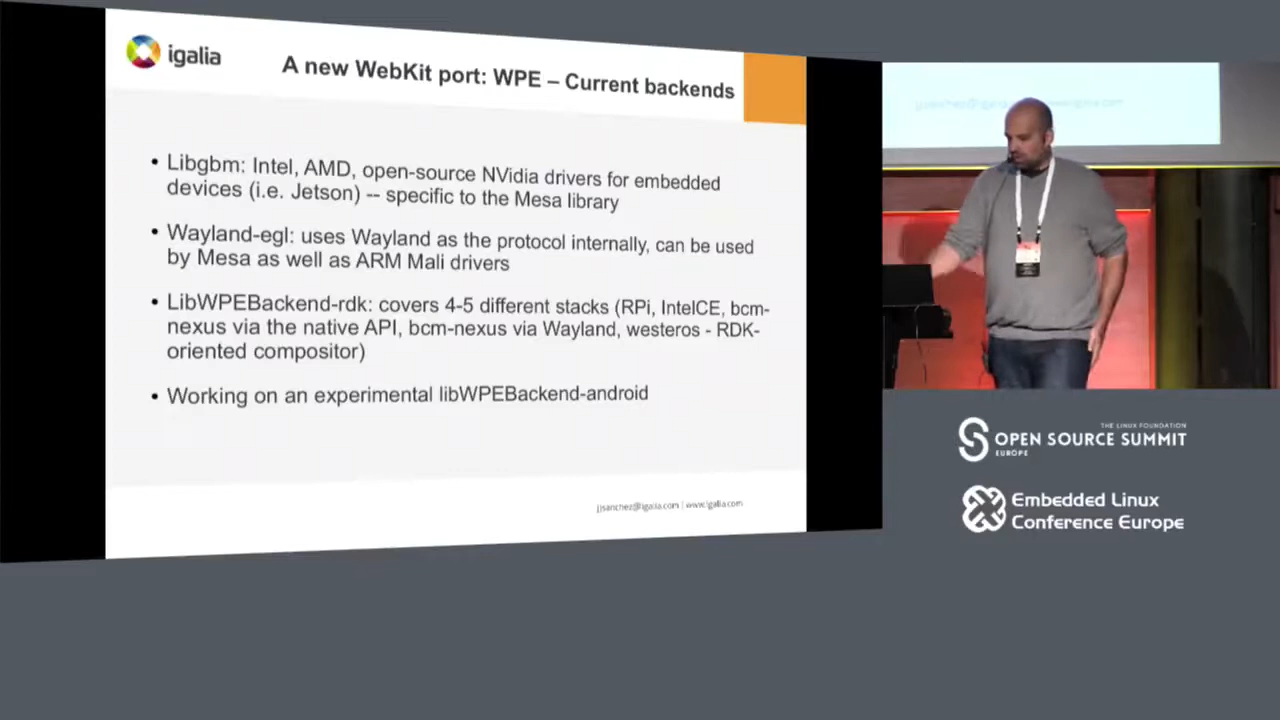 igalia
A new WebKit port: WPE – Current backends
• Libgbm: Intel, AMD, open-source NVidia drivers for embedded
devices (i.e. Jetson) -- specific to the Mesa library
• Wayland-egl: uses Wayland as the protocol internally, can be used
by Mesa as well as ARM Mali drivers
• LibWPEBackend-rdk: covers 4-5 different stacks (RPi, IntelCE, bcm-
nexus via the native API, bcm-nexus via Wayland, westeros - RDK-
oriented compositor)
• Working on an experimental libWPEBackend-android
jjsanchez@igalia.com | www.igalia.com
THE LINUX FOUNDATION
OPEN SOURCE SUMMIT
EUROPE
Embedded Linux
Conference Europe